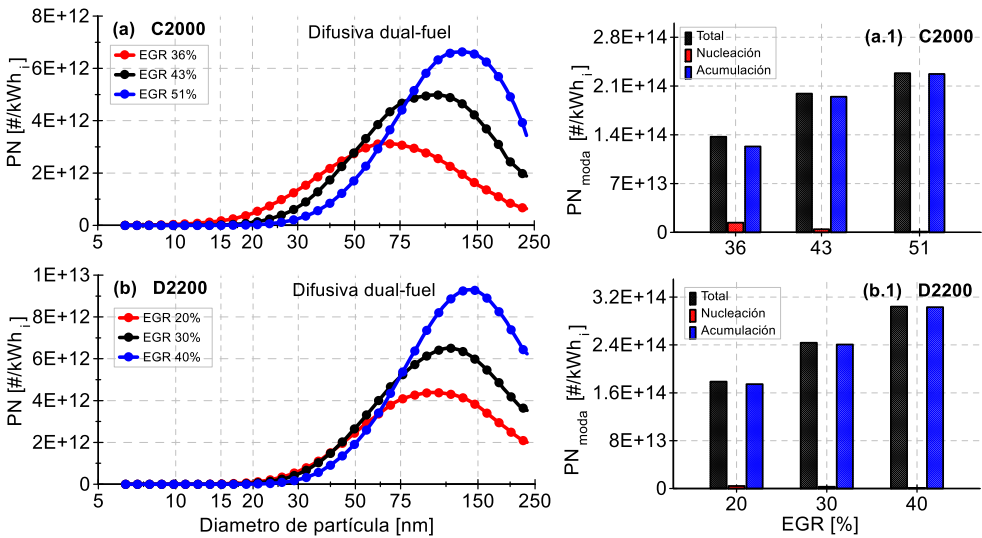 (a) C2000
Difusiva dual-fuel
EGR 36%
EGR 43%
EGR 51%
PN [#/kWhi]
8E+12
6E+12
4E+12
2E+12
0
5 10 15 20 30 50 75 150 250
(a.1) C2000
Total
Nucleación
Acumulación
PNmoda [#/kWhi]
2.8E+14
2.1E+14
1.4E+14
7E+13
0
36 43 51
(b) D2200
Difusiva dual-fuel
EGR 20%
EGR 30%
EGR 40%
PN [#/kWhi]
1E+13
8E+12
6E+12
4E+12
2E+12
0
5 10 15 20 30 50 75 150 250
Diametro de partícula [nm]
(b.1) D2200
Total
Nucleación
Acumulación
PNmoda [#/kWhi]
3.2E+14
2.4E+14
1.6E+14
8E+13
0
20 30 40
EGR [%]